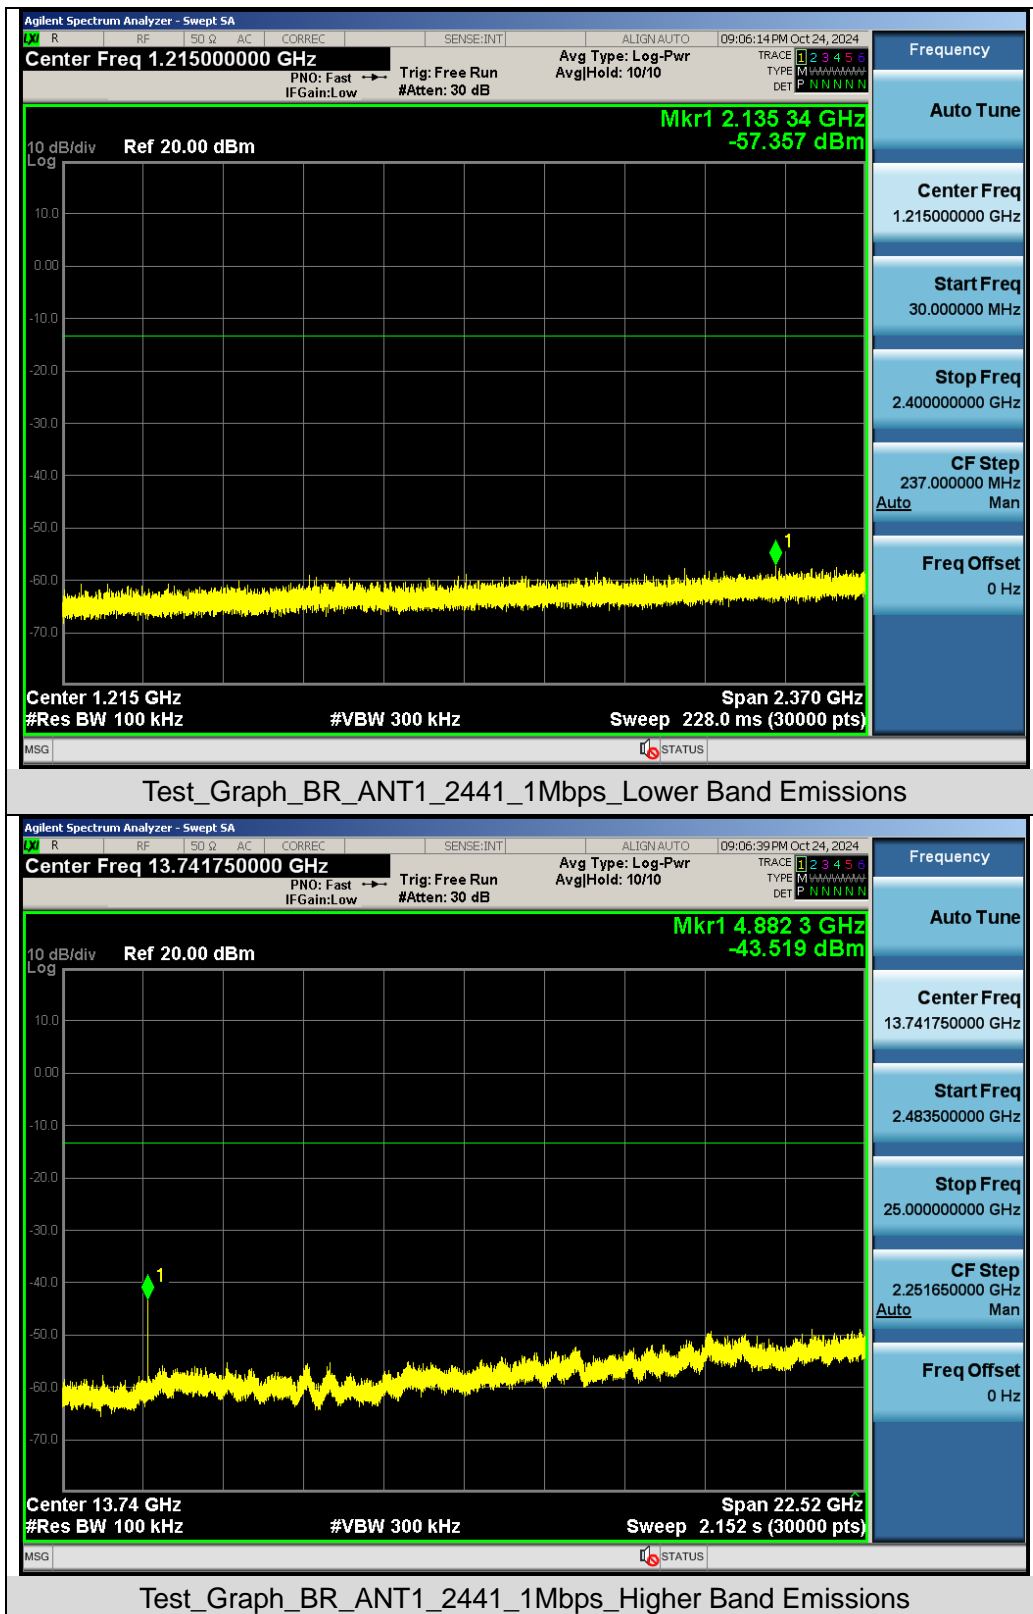 Agilent Spectrum Analyzer - Swept SA
LXI R RF 50 Ω AC CORREC SENSE:INT ALIGN AUTO 09:06:14 PM Oct 24, 2024
Center Freq 1.215000000 GHz
PNO: Fast
IFGain:Low
Trig: Free Run
#Atten: 30 dB
Avg Type: Log-Pwr
Avg|Hold: 10/10
TRACE 1 2 3 4 5 6
TYPE M
DET P N N N N N
Frequency
Mkr1 2.135 34 GHz
-57.357 dBm
10 dB/div Ref 20.00 dBm
Log
10.0
0.00
-10.0
-20.0
-30.0
-40.0
-50.0
-60.0
-70.0
1
Center 1.215 GHz
Span 2.370 GHz
#Res BW 100 kHz
#VBW 300 kHz
Sweep 228.0 ms (30000 pts)
MSG
STATUS
Auto Tune
Center Freq
1.215000000 GHz
Start Freq
30.000000 MHz
Stop Freq
2.400000000 GHz
CF Step
237.000000 MHz
Auto Man
Freq Offset
0 Hz
Test_Graph_BR_ANT1_2441_1Mbps_Lower Band Emissions
Agilent Spectrum Analyzer - Swept SA
LXI R RF 50 Ω AC CORREC SENSE:INT ALIGN AUTO 09:06:39 PM Oct 24, 2024
Center Freq 13.741750000 GHz
PNO: Fast
IFGain:Low
Trig: Free Run
#Atten: 30 dB
Avg Type: Log-Pwr
Avg|Hold: 10/10
TRACE 1 2 3 4 5 6
TYPE M
DET P N N N N N
Frequency
Mkr1 4.882 3 GHz
-43.519 dBm
10 dB/div Ref 20.00 dBm
Log
10.0
0.00
-10.0
-20.0
-30.0
-40.0
-50.0
-60.0
-70.0
1
Center 13.74 GHz
Span 22.52 GHz
#Res BW 100 kHz
#VBW 300 kHz
Sweep 2.152 s (30000 pts)
MSG
STATUS
Auto Tune
Center Freq
13.741750000 GHz
Start Freq
2.483500000 GHz
Stop Freq
25.000000000 GHz
CF Step
2.251650000 GHz
Auto Man
Freq Offset
0 Hz
Test_Graph_BR_ANT1_2441_1Mbps_Higher Band Emissions